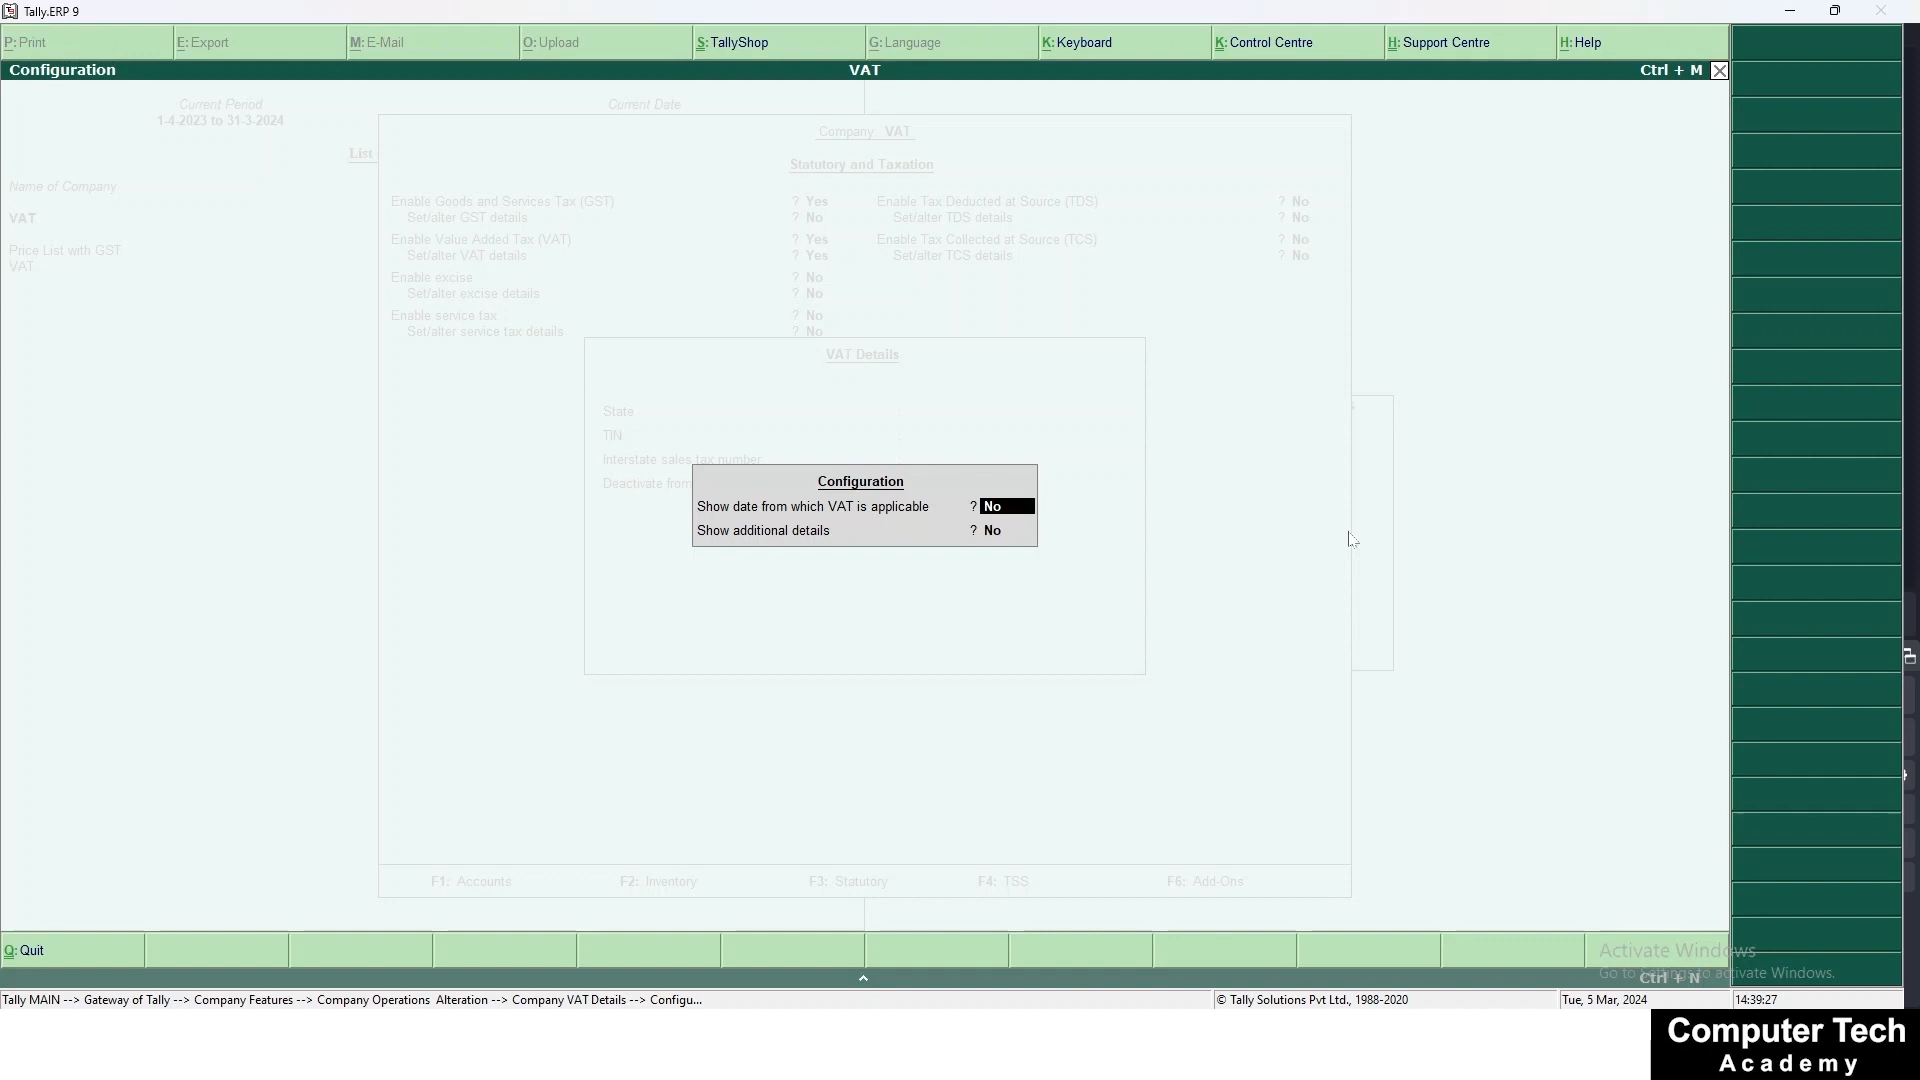 Tally.ERP 9
P: Print
E: Export
M: E-Mail
O: Upload
S: TallyShop
G: Language
K: Keyboard
K: Control Centre
H: Support Centre
H: Help
Configuration
VAT
Ctrl + M
Current Period
1-4-2023 to 31-3-2024
Current Date
List
Name of Company
VAT
Price List with GST
VAT
Company VAT
Statutory and Taxation
Enable Goods and Services Tax (GST) ? Yes
Set/alter GST details ? No
Enable Value Added Tax (VAT) ? Yes
Set/alter VAT details ? Yes
Enable excise ? No
Set/alter excise details ? No
Enable service tax ? No
Set/alter service tax details ? No
Enable Tax Deducted at Source (TDS) ? No
Set/alter TDS details ? No
Enable Tax Collected at Source (TCS) ? No
Set/alter TCS details ? No
VAT Details
State :
TIN :
Interstate sales tax number :
Deactivate from
Configuration
Show date from which VAT is applicable ? No
Show additional details ? No
F1: Accounts
F2: Inventory
F3: Statutory
F4: TSS
F6: Add-Ons
Q: Quit
Activate Windows
Go to Settings to activate Windows.
Ctrl + N
Tally MAIN --> Gateway of Tally --> Company Features --> Company Operations Alteration --> Company VAT Details --> Configu...
© Tally Solutions Pvt Ltd., 1988-2020
Tue, 5 Mar, 2024
14:39:27
Computer Tech
Academy